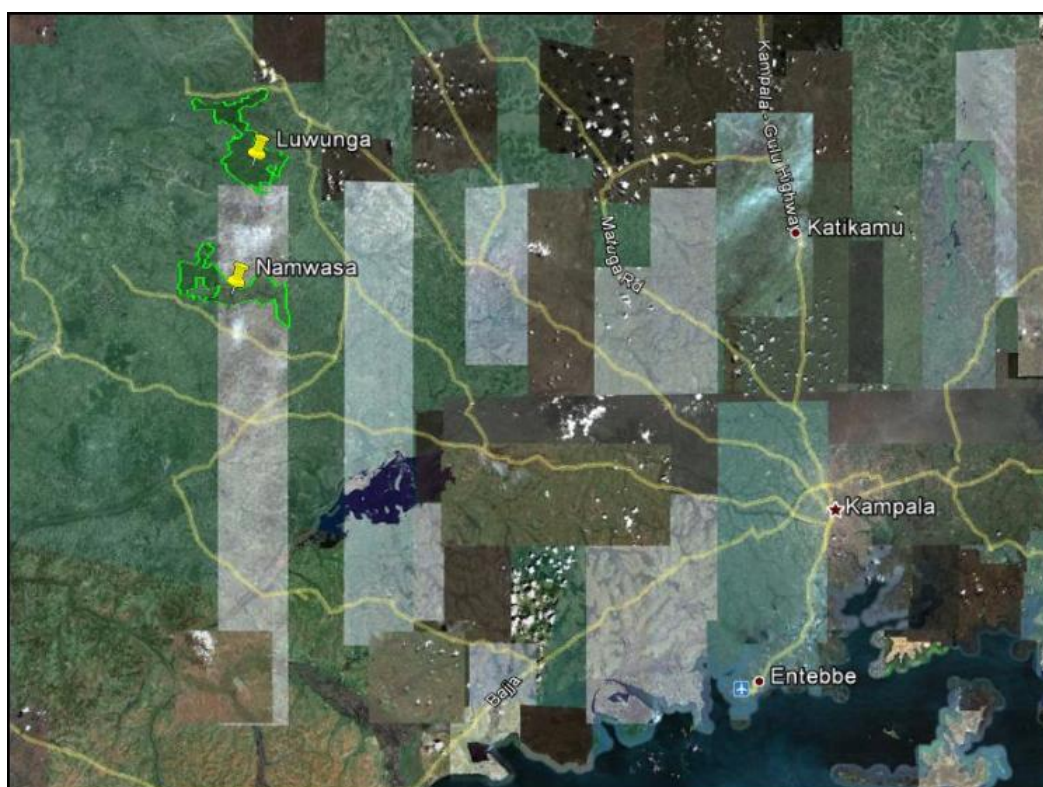 Luwunga
Kampala - Gulu Highway
Katikamu
Namwasa
Matuga Rd
Kampala
Entebbe
Bajja